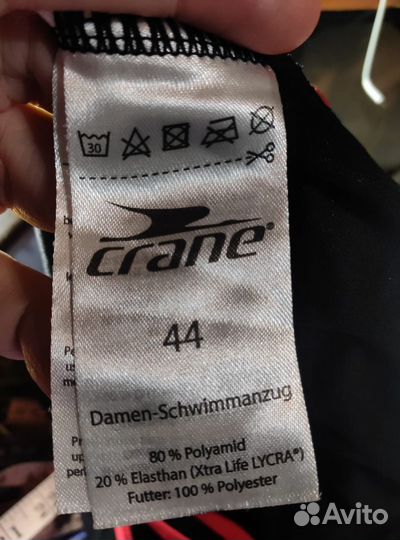 30
crane®
44
Damen-Schwimmanzug
80 % Polyamid
20 % Elasthan (Xtra Life LYCRA®)
Futter: 100 % Polyester
Avito